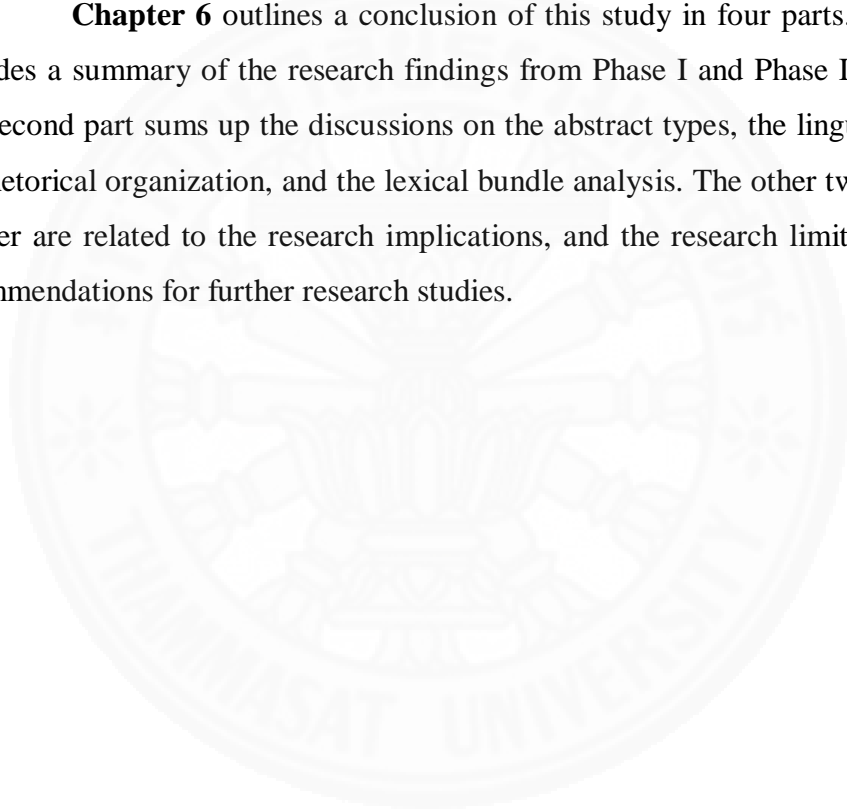 Chapter 6 outlines a conclusion of this study in four parts.
des a summary of the research findings from Phase I and Phase I
econd part sums up the discussions on the abstract types, the lingu
etorical organization, and the lexical bundle analysis. The other tw
er are related to the research implications, and the research limit
mmendations for further research studies.
THAMMASAT UNIVERSITY